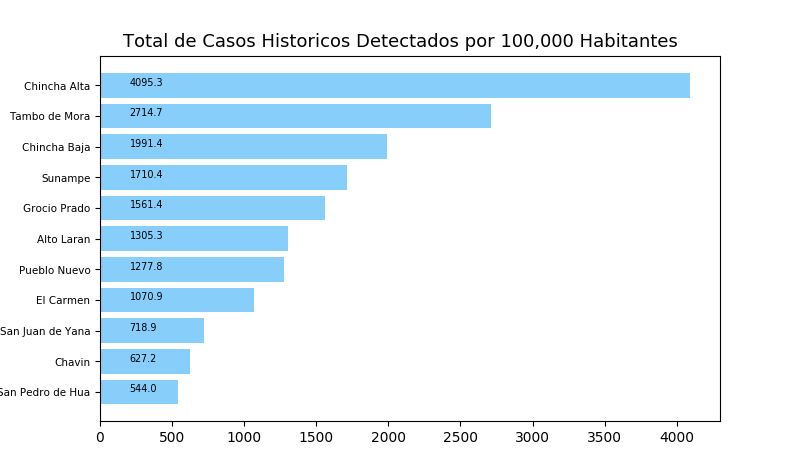 Total de Casos Historicos Detectados por 100,000 Habitantes
Chincha Alta 4095.3
Tambo de Mora 2714.7
Chincha Baja 1991.4
Sunampe 1710.4
Grocio Prado 1561.4
Alto Laran 1305.3
Pueblo Nuevo 1277.8
El Carmen 1070.9
San Juan de Yana 718.9
Chavin 627.2
San Pedro de Hua 544.0
0 500 1000 1500 2000 2500 3000 3500 4000